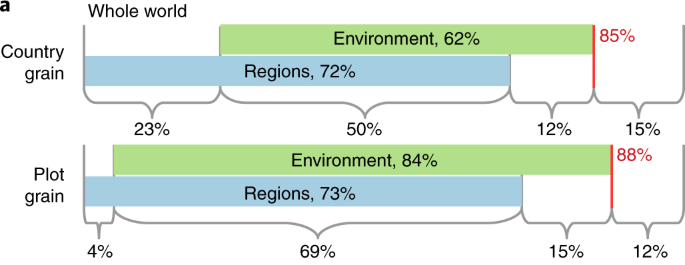 a
Whole world
Country
grain
Environment, 62%
85%
Regions, 72%
23%
50%
12%
15%
Plot
grain
Environment, 84%
88%
Regions, 73%
4%
69%
15%
12%